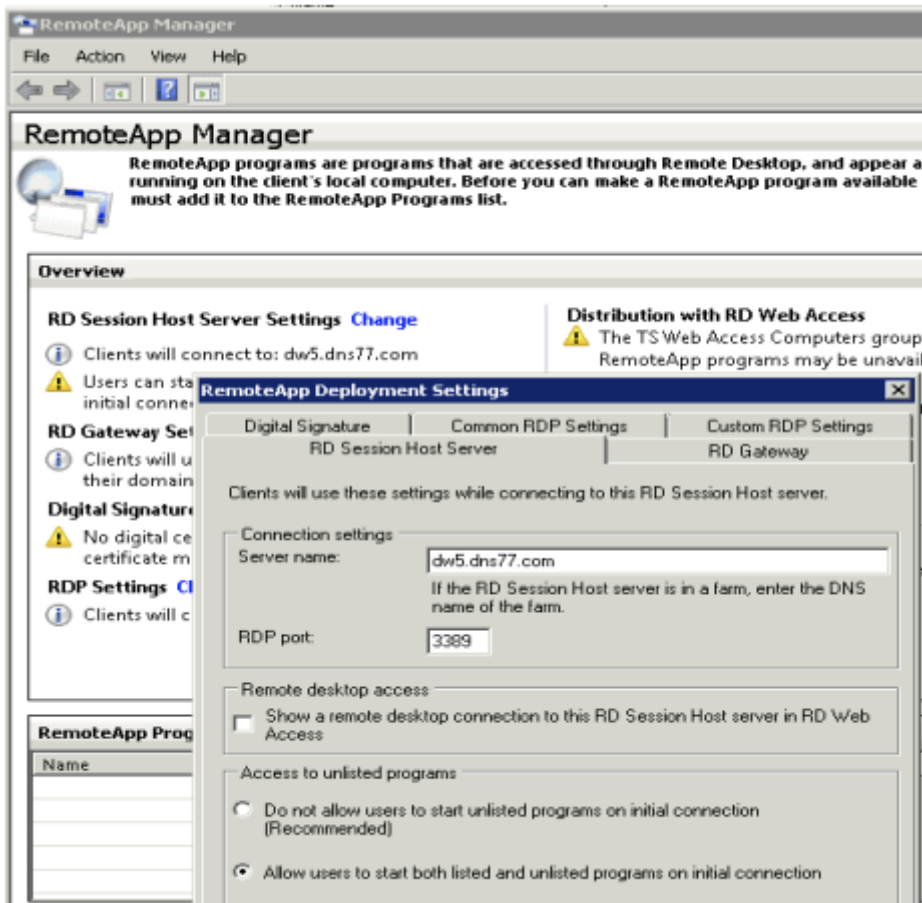 RemoteApp Manager
File Action View Help
RemoteApp Manager
RemoteApp programs are programs that are accessed through Remote Desktop, and appear a
running on the client's local computer. Before you can make a RemoteApp program available
must add it to the RemoteApp Programs list.
Overview
RD Session Host Server Settings Change
Clients will connect to: dw5.dns77.com
Users can sta
initial conne
RD Gateway Set
Clients will u
their domain
Digital Signature
No digital ce
certificate m
RDP Settings Cl
Clients will c
Distribution with RD Web Access
The TS Web Access Computers group
RemoteApp programs may be unavail
RemoteApp Prog
Name
RemoteApp Deployment Settings
Digital Signature Common RDP Settings Custom RDP Settings
RD Session Host Server RD Gateway
Clients will use these settings while connecting to this RD Session Host server.
Connection settings
Server name: dw5.dns77.com
If the RD Session Host server is in a farm, enter the DNS
name of the farm.
RDP port: 3389
Remote desktop access
Show a remote desktop connection to this RD Session Host server in RD Web
Access
Access to unlisted programs
Do not allow users to start unlisted programs on initial connection
(Recommended)
Allow users to start both listed and unlisted programs on initial connection